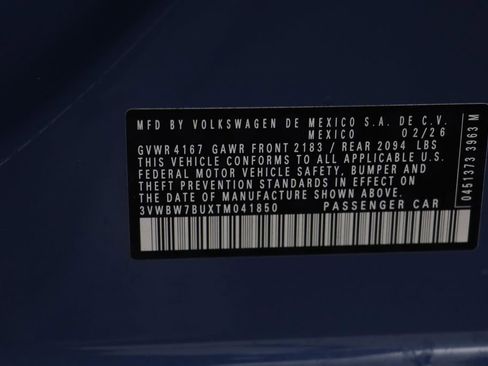 MFD BY VOLKSWAGEN DE MEXICO S.A. DE C.V.
MEXICO 02/26
GVWR 4167 GAWR FRONT 2183 / REAR 2094 LBS
THIS VEHICLE CONFORMS TO ALL APPLICABLE U.S.
FEDERAL MOTOR VEHICLE SAFETY, BUMPER AND
THEFT PREVENTION STANDARDS IN EFFECT ON
THE DATE OF MANUFACTURE SHOWN ABOVE.
3VWBW7BUXTM041850 PASSENGER CAR
0451373 3963 M